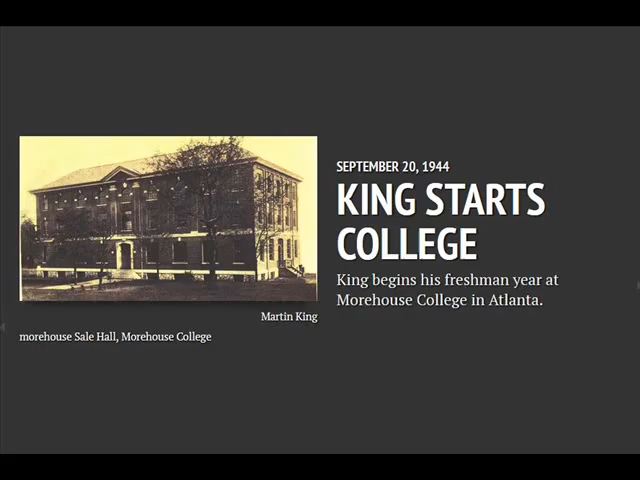 SEPTEMBER 20, 1944
KING STARTS
COLLEGE
King begins his freshman year at
Morehouse College in Atlanta.
Martin King
morehouse Sale Hall, Morehouse College